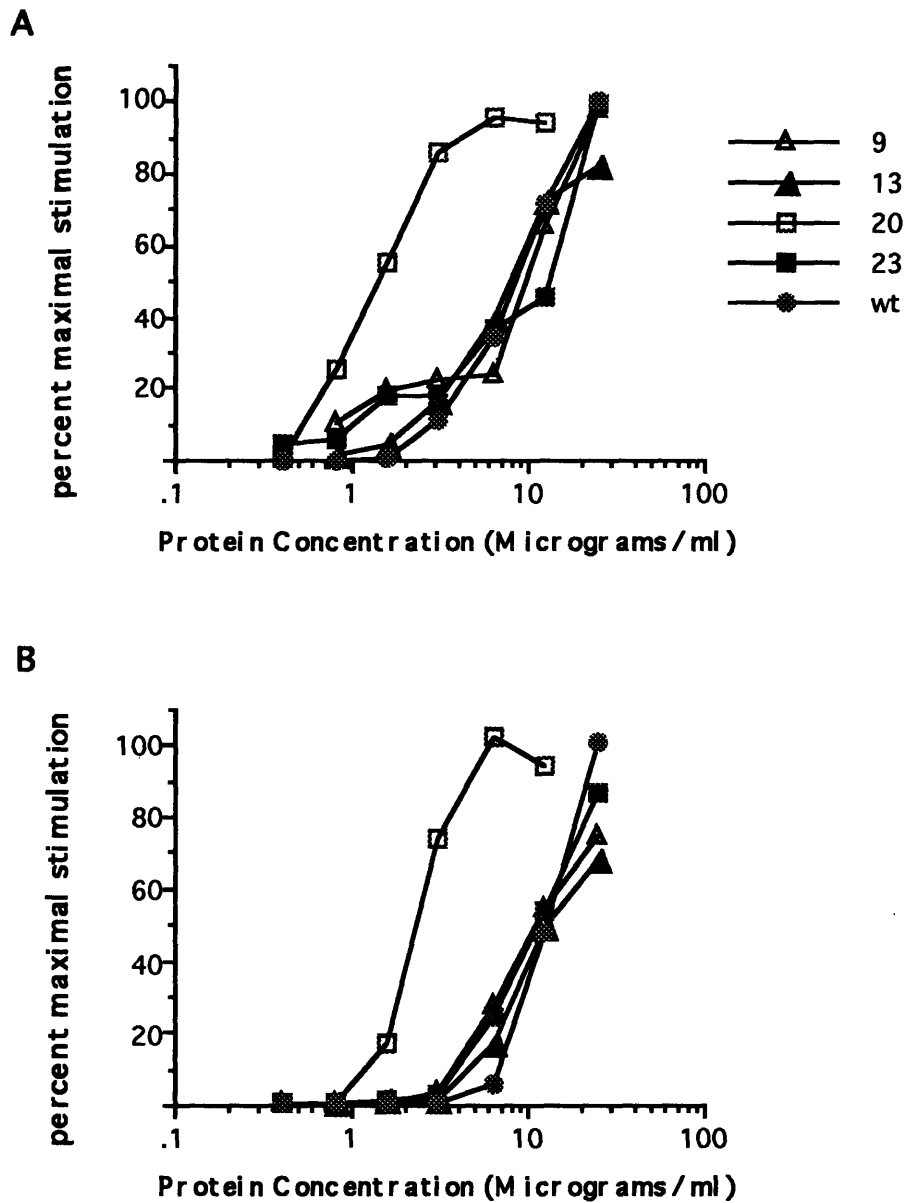 A
percent maximal stimulation
100
80
60
40
20
.1 1 10 100
Protein Concentration (Micrograms/ml)
9
13
20
23
wt
B
percent maximal stimulation
100
80
60
40
20
.1 1 10 100
Protein Concentration (Micrograms/ml)